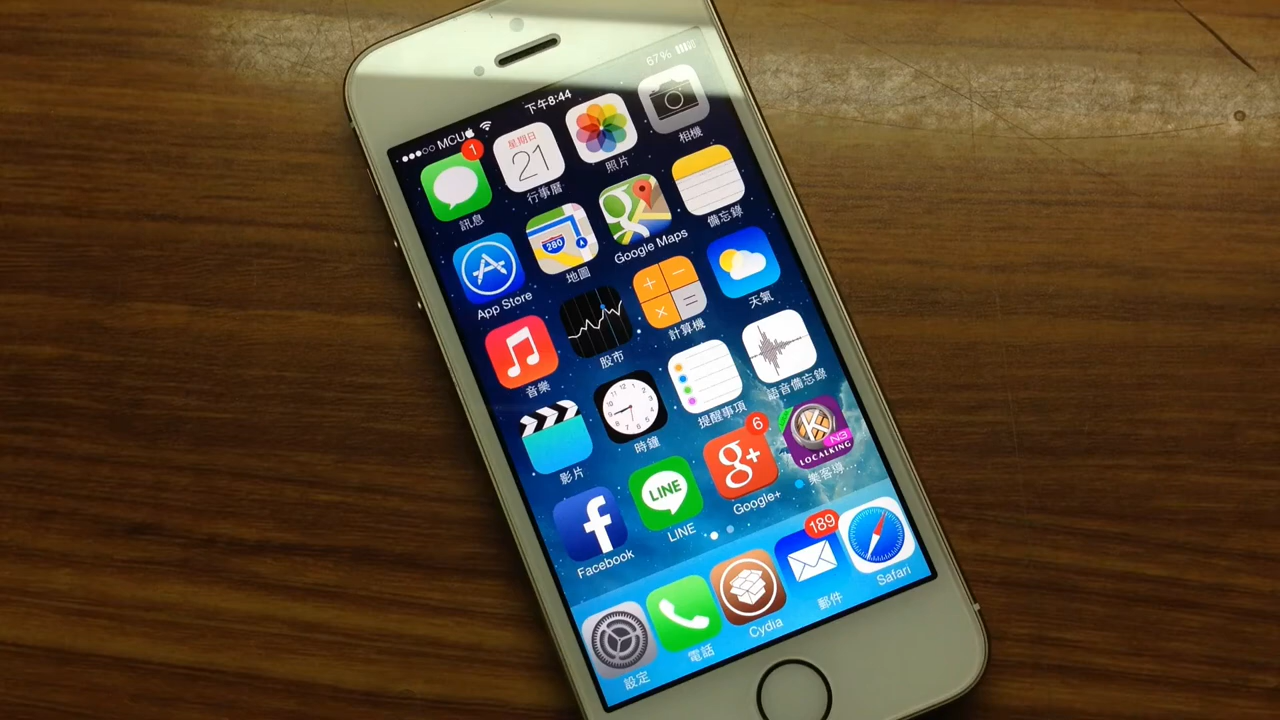 MCU 下午8:44 67%
1
星期日
21
訊息 行事曆 照片 相機
280
App Store 地圖 Google Maps 備忘錄
音樂 股市 計算機 天氣
影片 時鐘 提醒事項 語音備忘錄
LINE
6
g+
K
N3
LOCALKING
Facebook LINE Google+ 樂客導...
189
設定 電話 Cydia 郵件 Safari